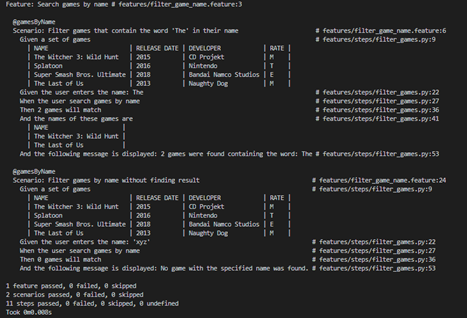 Feature: Search games by name # features/filter_game_name.feature:3
@gamesByName
Scenario: Filter games that contain the word 'The' in their name # features/filter_game_name.feature:6
Given a set of games # features/steps/filter_games.py:9
| NAME | RELEASE DATE | DEVELOPER | RATE |
| The Witcher 3: Wild Hunt | 2015 | CD Projekt | M |
| Splatoon | 2016 | Nintendo | T |
| Super Smash Bros. Ultimate | 2018 | Bandai Namco Studios | E |
| The Last of Us | 2013 | Naughty Dog | M |
Given the user enters the name: The # features/steps/filter_games.py:22
When the user search games by name # features/steps/filter_games.py:27
Then 2 games will match # features/steps/filter_games.py:36
And the names of these games are # features/steps/filter_games.py:41
| NAME |
| The Witcher 3: Wild Hunt |
| The Last of Us |
And the following message is displayed: 2 games were found containing the word: The # features/steps/filter_games.py:53
@gamesByName
Scenario: Filter games by name without finding result # features/filter_game_name.feature:24
Given a set of games # features/steps/filter_games.py:9
| NAME | RELEASE DATE | DEVELOPER | RATE |
| The Witcher 3: Wild Hunt | 2015 | CD Projekt | M |
| Splatoon | 2016 | Nintendo | T |
| Super Smash Bros. Ultimate | 2018 | Bandai Namco Studios | E |
| The Last of Us | 2013 | Naughty Dog | M |
Given the user enters the name: 'xyz' # features/steps/filter_games.py:22
When the user search games by name # features/steps/filter_games.py:27
Then 0 games will match # features/steps/filter_games.py:36
And the following message is displayed: No game with the specified name was found. # features/steps/filter_games.py:53
1 feature passed, 0 failed, 0 skipped
2 scenarios passed, 0 failed, 0 skipped
11 steps passed, 0 failed, 0 skipped, 0 undefined
Took 0m0.008s